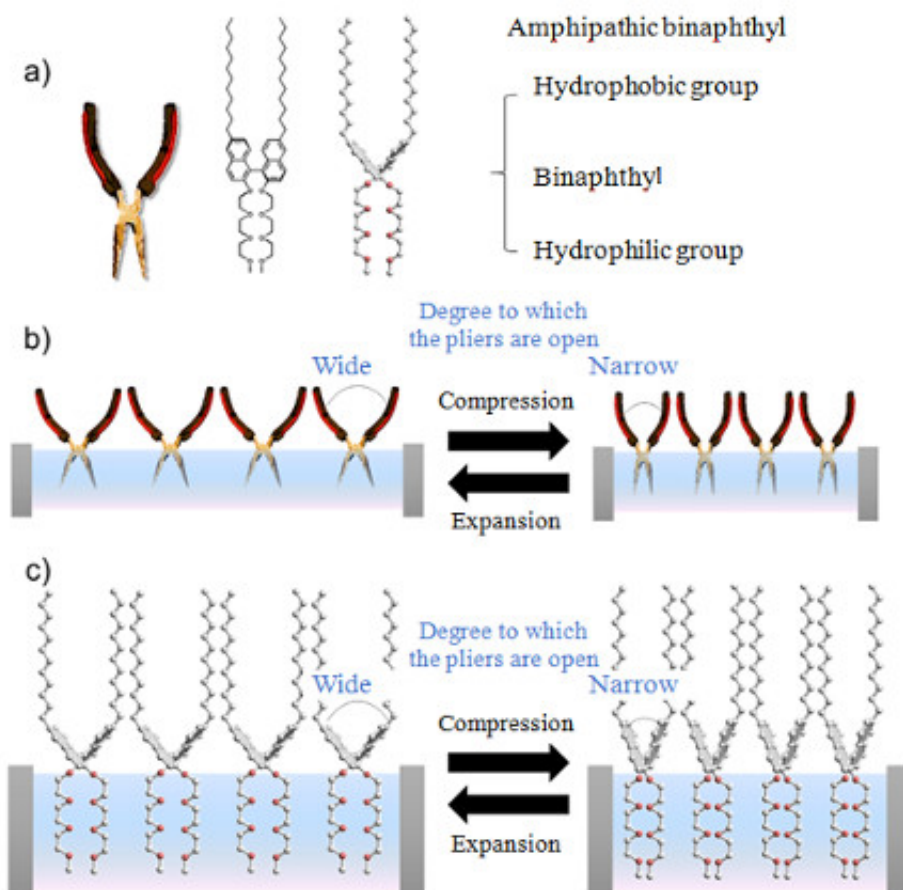 a)
Amphipathic binaphthyl
Hydrophobic group
Binaphthyl
Hydrophilic group
b)
Degree to which
the pliers are open
Wide
Narrow
Compression
Expansion
c)
Degree to which
the pliers are open
Wide
Narrow
Compression
Expansion